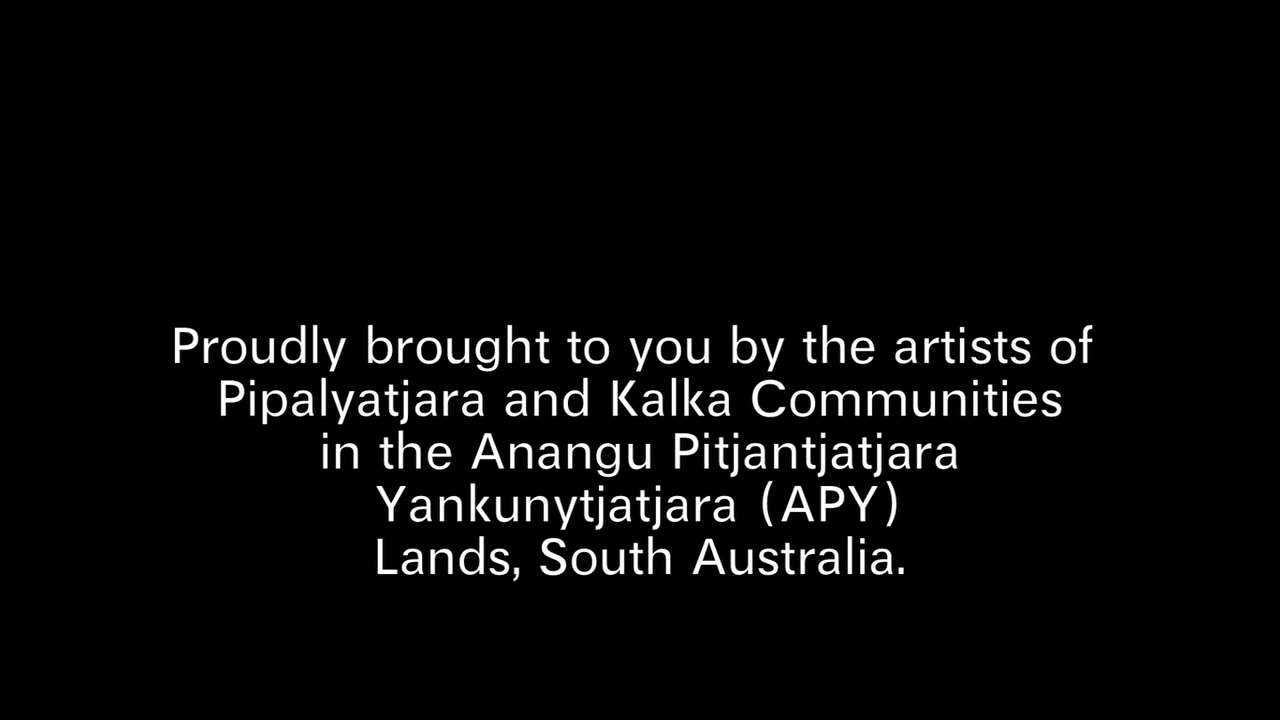 Proudly brought to you by the artists of
Pipalyatjara and Kalka Communities
in the Anangu Pitjantjatjara
Yankunytjatjara (APY)
Lands, South Australia.